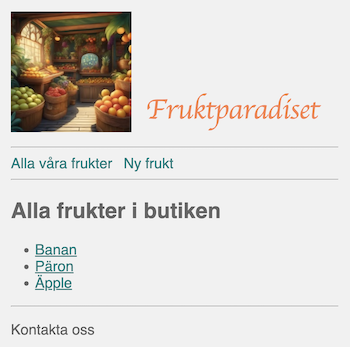 Fruktparadiset
Alla våra frukter Ny frukt
Alla frukter i butiken
Banan
Päron
Äpple
Kontakta oss